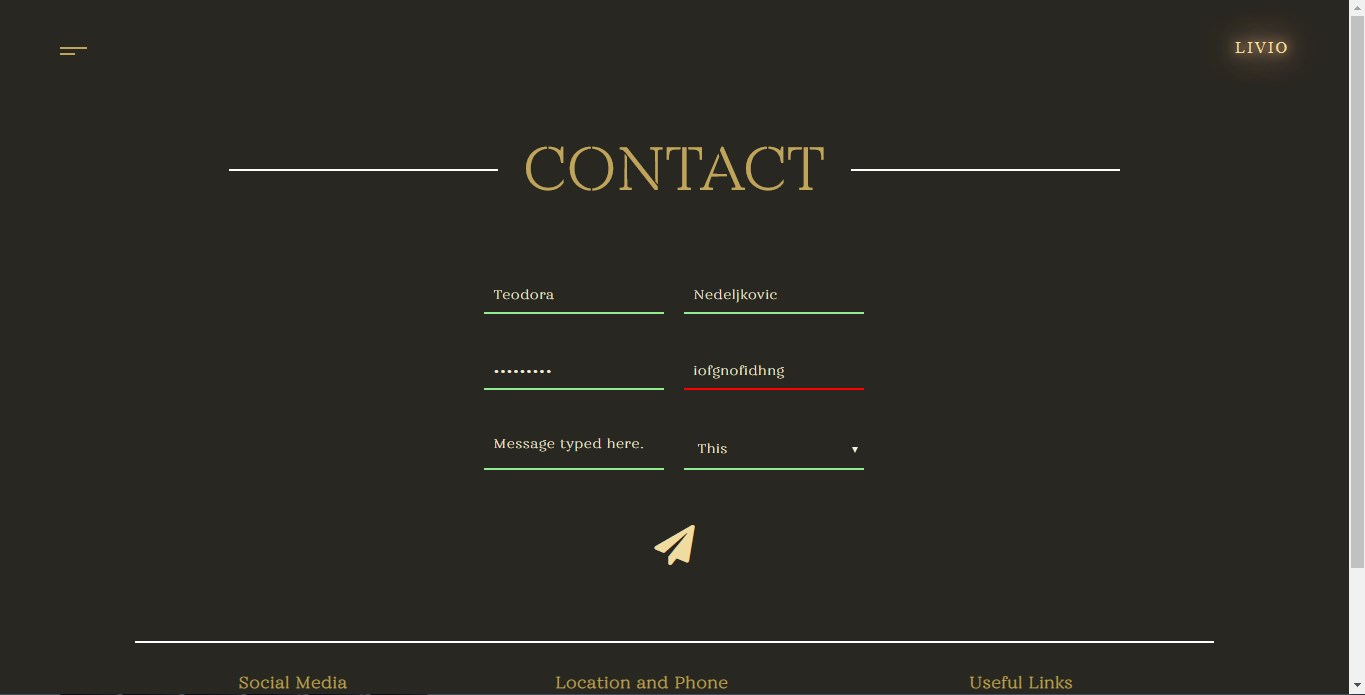 LIVIO
CONTACT
Teodora
Nedeljkovic
•••••••••
iofgnofidhng
Message typed here.
This
Social Media
Location and Phone
Useful Links